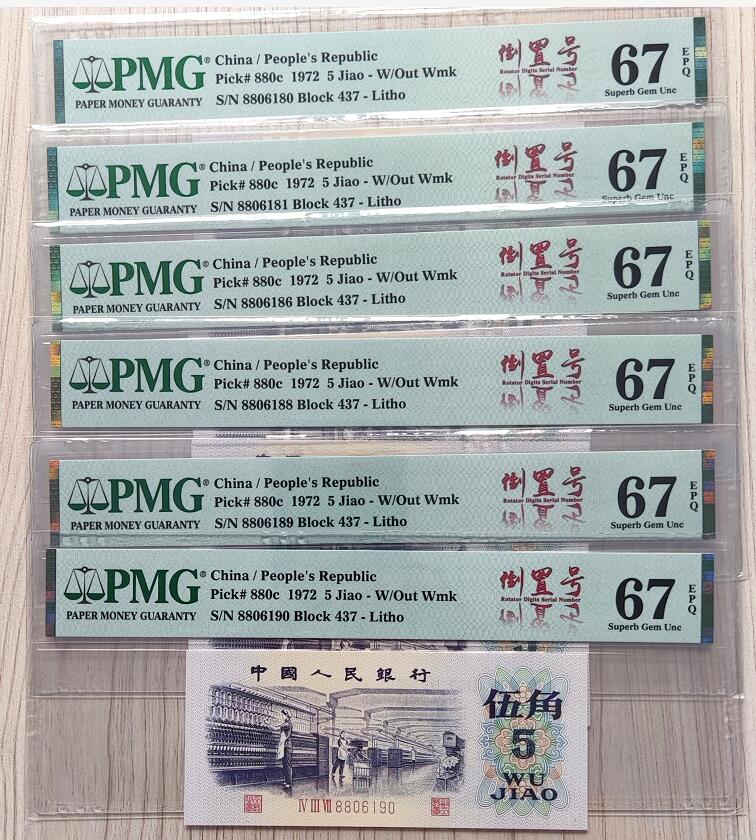 PMG®
PAPER MONEY GUARANTY
China / People's Republic
Pick# 880c 1972 5 Jiao - W/Out Wmk
S/N 8806180 Block 437 - Litho
倒置号
67
EPQ
Superb Gem Unc
PMG®
PAPER MONEY GUARANTY
China / People's Republic
Pick# 880c 1972 5 Jiao - W/Out Wmk
S/N 8806181 Block 437 - Litho
倒置号
Rotator Digits Serial Number
67
EPQ
Superb Gem Unc
PMG®
PAPER MONEY GUARANTY
China / People's Republic
Pick# 880c 1972 5 Jiao - W/Out Wmk
S/N 8806186 Block 437 - Litho
倒置号
Rotator Digits Serial Number
67
EPQ
Superb Gem Unc
PMG®
PAPER MONEY GUARANTY
China / People's Republic
Pick# 880c 1972 5 Jiao - W/Out Wmk
S/N 8806188 Block 437 - Litho
倒置号
Rotator Digits Serial Number
67
EPQ
Superb Gem Unc
PMG®
PAPER MONEY GUARANTY
China / People's Republic
Pick# 880c 1972 5 Jiao - W/Out Wmk
S/N 8806189 Block 437 - Litho
倒置号
Rotator Digits Serial Number
67
EPQ
Superb Gem Unc
PMG®
PAPER MONEY GUARANTY
China / People's Republic
Pick# 880c 1972 5 Jiao - W/Out Wmk
S/N 8806190 Block 437 - Litho
倒置号
Rotator Digits Serial Number
67
EPQ
Superb Gem Unc
中國人民銀行
伍角
5
WU
JIAO
IV III VII 8806190